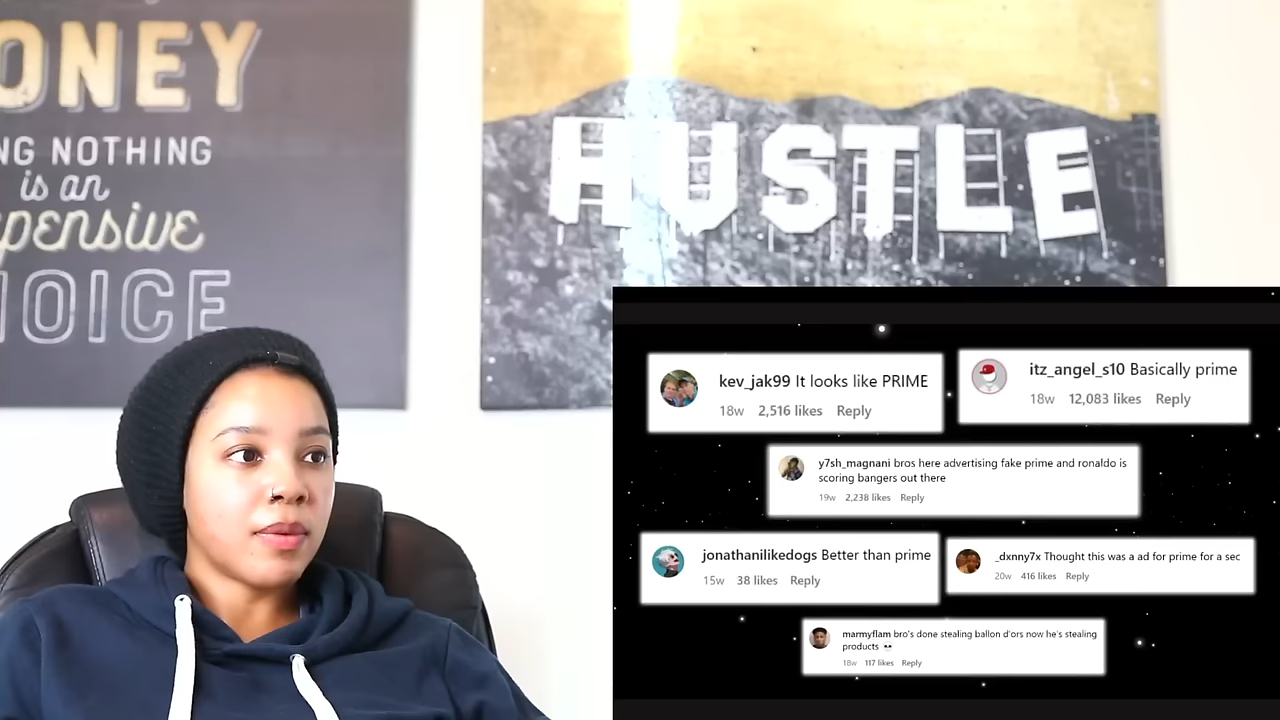 ONEY
NG NOTHING
is an
pensive
HOICE
HUSTLE
kev_jak99 It looks like PRIME
18w 2,516 likes Reply
itz_angel_s10 Basically prime
18w 12,083 likes Reply
y7sh_magnani bros here advertising fake prime and ronaldo is
scoring bangers out there
19w 2,238 likes Reply
jonathanilikedogs Better than prime
15w 38 likes Reply
_dxnny7x Thought this was a ad for prime for a sec
20w 416 likes Reply
marmyflam bro's done stealing ballon d'ors now he's stealing
products ☠️
18w 117 likes Reply